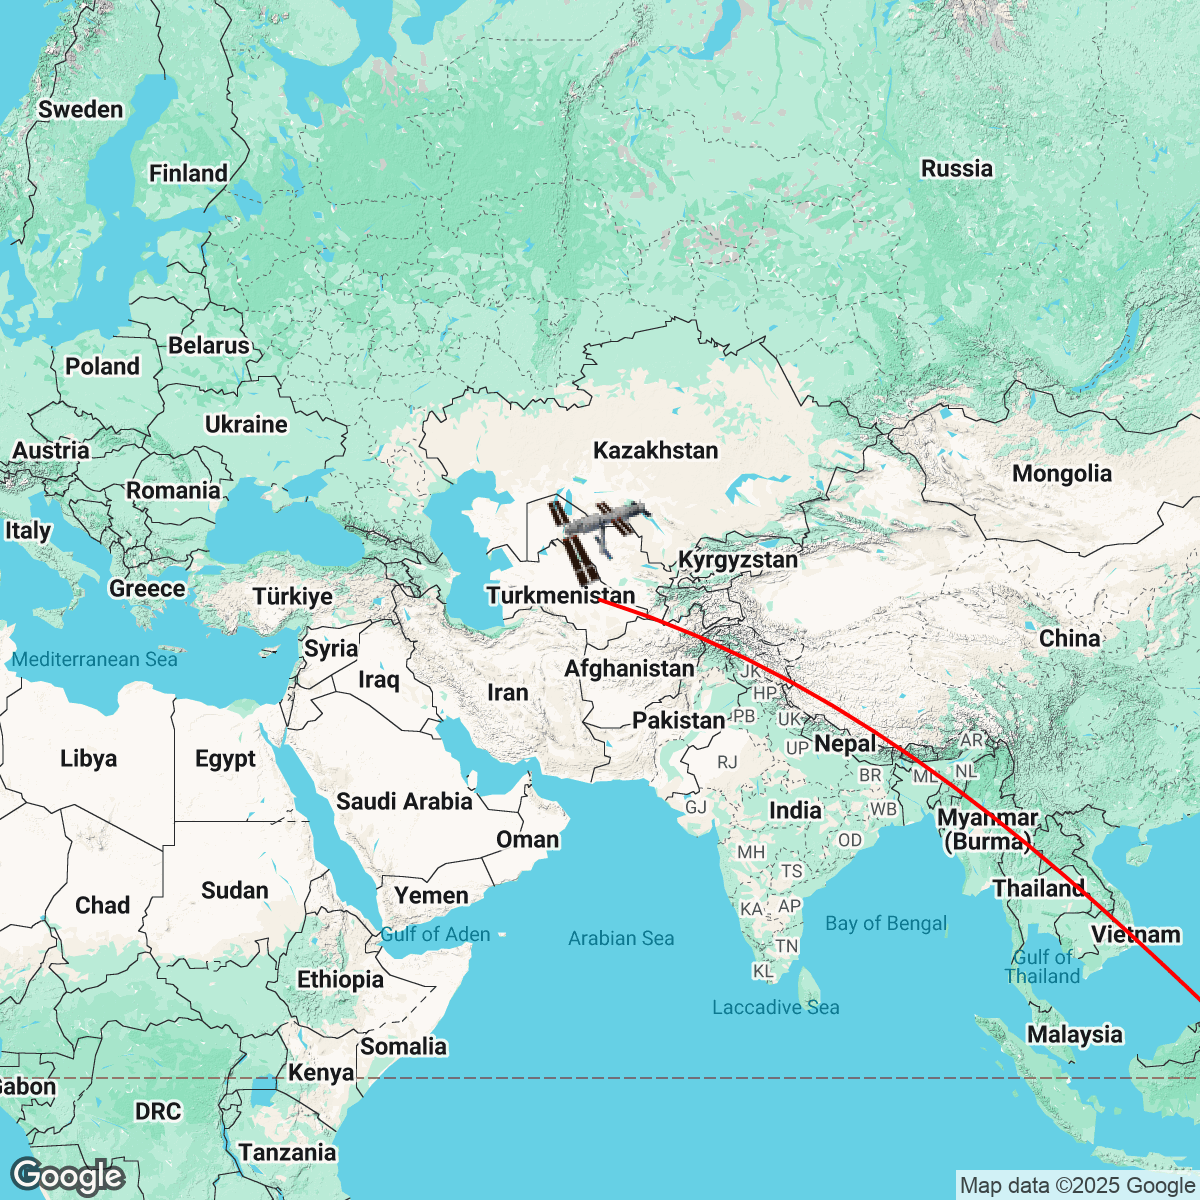 Sweden
Finland
Russia
Belarus
Poland
Ukraine
Austria
Kazakhstan
Mongolia
Romania
Italy
Kyrgyzstan
Greece
Türkiye
Turkmenistan
China
Syria
Mediterranean Sea
Afghanistan
JK
Iraq
Iran
HP
Pakistan
PB
UK
AR
Nepal
UP
Libya
Egypt
RJ
BR
ML
NL
Saudi Arabia
GJ
India
WB
Myanmar
(Burma)
Oman
OD
MH
TS
Sudan
Yemen
Thailand
Chad
KA
AP
Gulf of Aden
Arabian Sea
Bay of Bengal
Vietnam
TN
Gulf of
Thailand
KL
Ethiopia
Laccadive Sea
Malaysia
Somalia
Kenya
Gabon
DRC
Tanzania
Google
Map data ©2025 Google